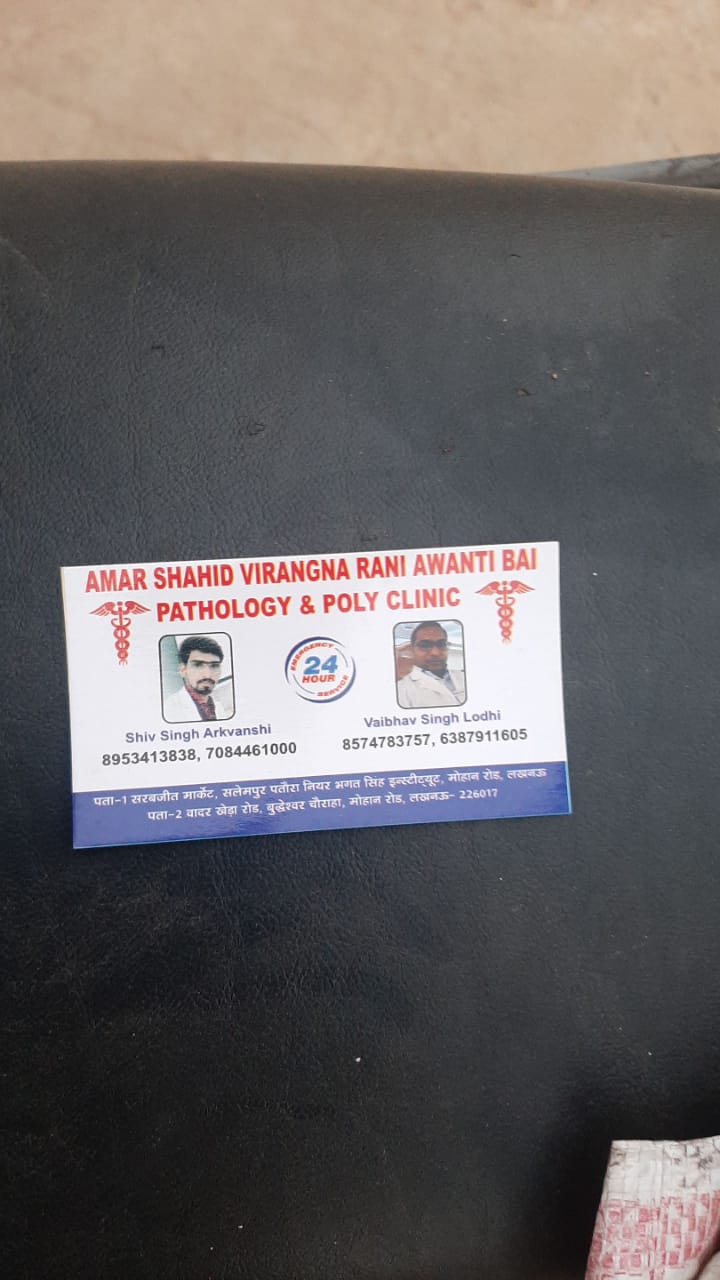 AMAR SHAHID VIRANGNA RANI AWANTI BAI
PATHOLOGY & POLY CLINIC
EMERGENCY
24
HOUR
SERVICE
Shiv Singh Arkvanshi
8953413838, 7084461000
Vaibhav Singh Lodhi
8574783757, 6387911605
पता-1 सरबजीत मार्केट, सलेमपुर पतौरा नियर भगत सिंह इन्स्टीट्यूट, मोहान रोड, लखनऊ
पता-2 वादर खेड़ा रोड, बुद्धेश्वर चौराहा, मोहान रोड, लखनऊ- 226017